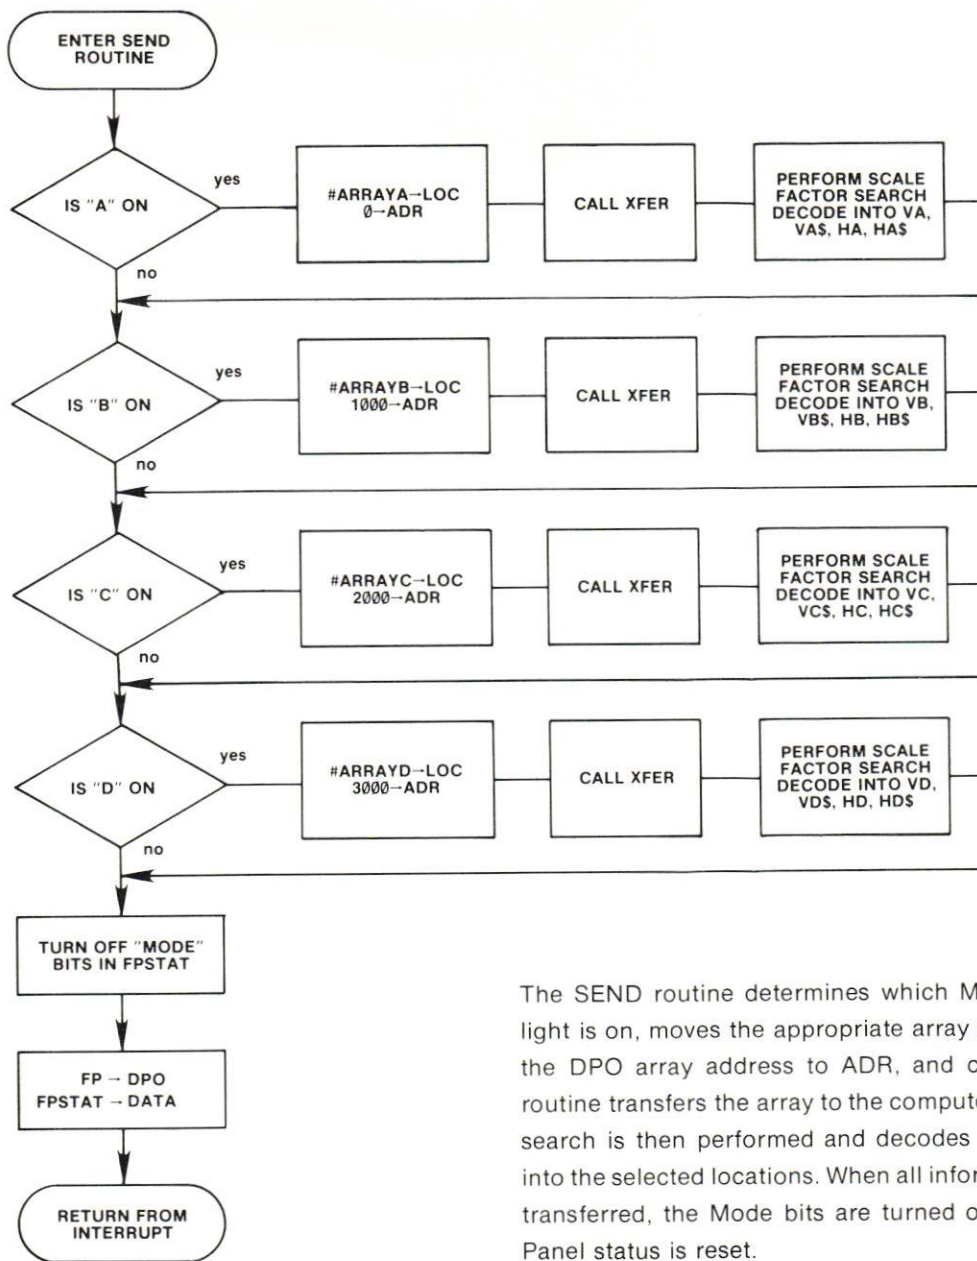 ENTER SEND
ROUTINE
IS "A" ON
yes
#ARRAYA→LOC
0→ADR
CALL XFER
PERFORM SCALE
FACTOR SEARCH
DECODE INTO VA,
VA$, HA, HA$
no
IS "B" ON
yes
#ARRAYB→LOC
1000→ADR
CALL XFER
PERFORM SCALE
FACTOR SEARCH
DECODE INTO VB,
VB$, HB, HB$
no
IS "C" ON
yes
#ARRAYC→LOC
2000→ADR
CALL XFER
PERFORM SCALE
FACTOR SEARCH
DECODE INTO VC,
VC$, HC, HC$
no
IS "D" ON
yes
#ARRAYD→LOC
3000→ADR
CALL XFER
PERFORM SCALE
FACTOR SEARCH
DECODE INTO VD,
VD$, HD, HD$
no
TURN OFF "MODE"
BITS IN FPSTAT
FP → DPO
FPSTAT → DATA
RETURN FROM
INTERRUPT
The SEND routine determines which
light is on, moves the appropriate array
the DPO array address to ADR, and
routine transfers the array to the
search is then performed and decodes
into the selected locations. When all
transferred, the Mode bits are turned
Panel status is reset.